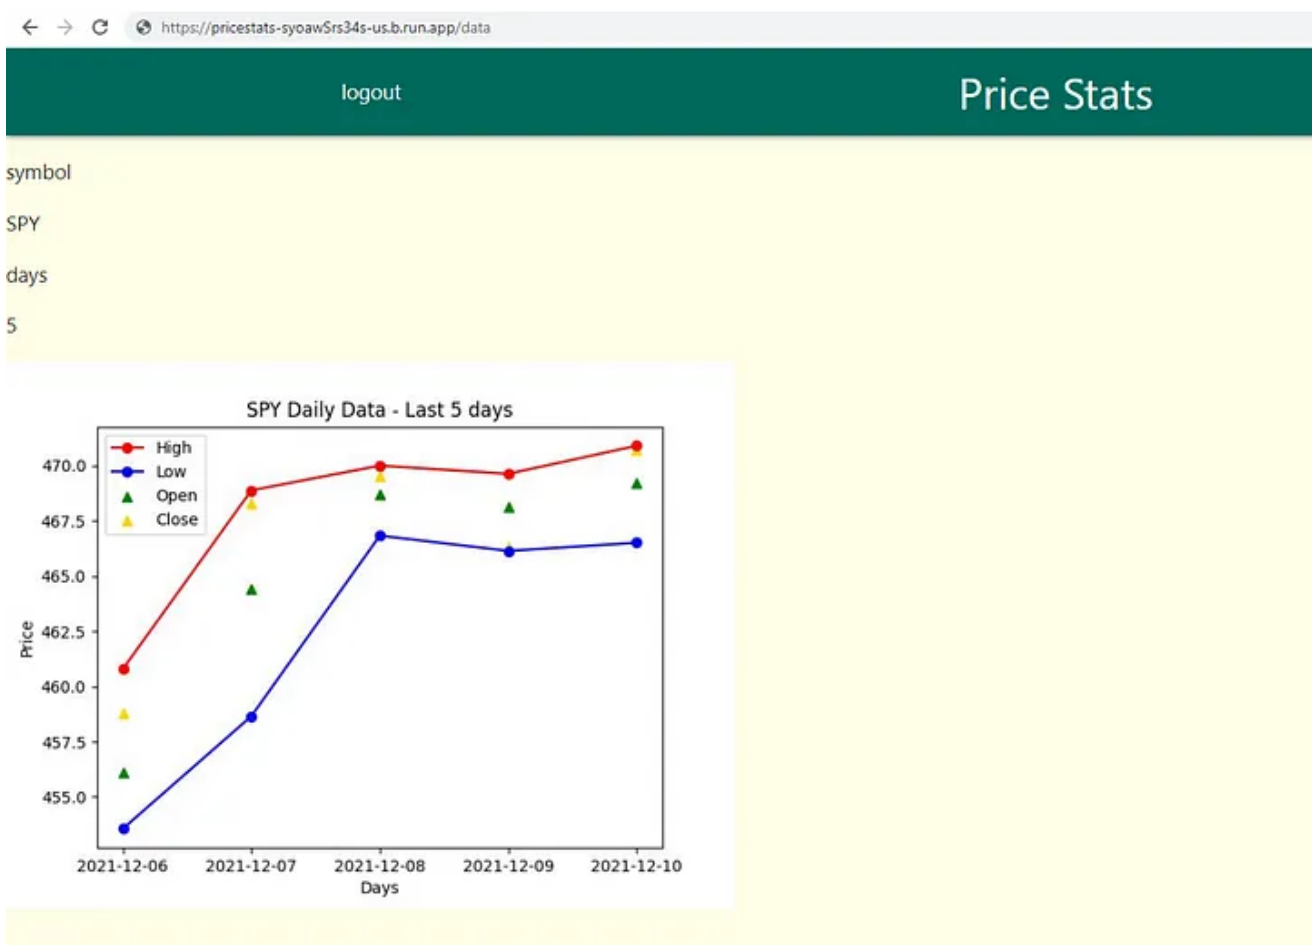 https://pricestats-syoaw5rs34s-us.b.run.app/data
logout
Price Stats
symbol
SPY
days
5
SPY Daily Data - Last 5 days
High
Low
Open
Close
470.0
467.5
465.0
462.5
460.0
457.5
455.0
Price
2021-12-06 2021-12-07 2021-12-08 2021-12-09 2021-12-10
Days